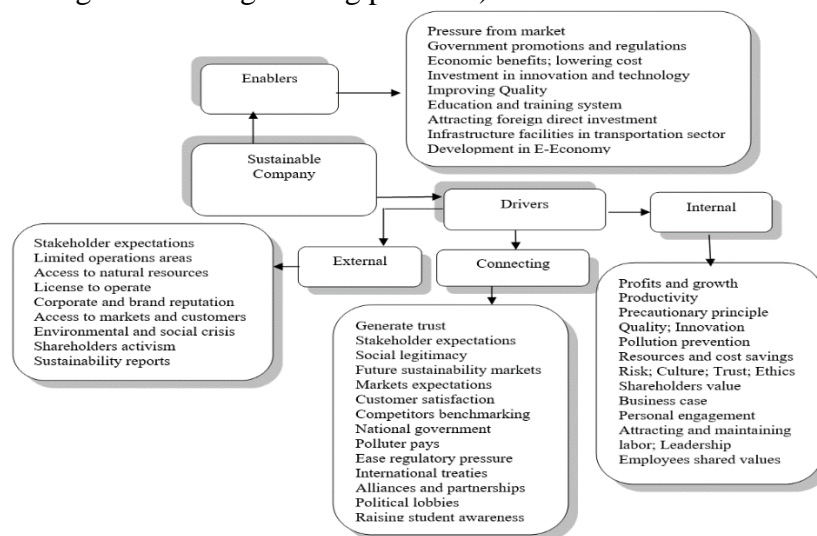 Pressure from market
Government promotions and regulations
Economic benefits; lowering cost
Investment in innovation and technology
Improving Quality
Education and training system
Attracting foreign direct investment
Infrastructure facilities in transportation sector
Development in E-Economy
Enablers
Sustainable
Company
Drivers
Internal
External
Connecting
Stakeholder expectations
Limited operations areas
Access to natural resources
License to operate
Corporate and brand reputation
Access to markets and customers
Environmental and social crisis
Shareholders activism
Sustainability reports
Generate trust
Stakeholder expectations
Social legitimacy
Future sustainability markets
Markets expectations
Customer satisfaction
Competitors benchmarking
National government
Polluter pays
Ease regulatory pressure
International treaties
Alliances and partnerships
Political lobbies
Raising student awareness
Profits and growth
Productivity
Precautionary principle
Quality; Innovation
Pollution prevention
Resources and cost savings
Risk; Culture; Trust; Ethics
Shareholders value
Business case
Personal engagement
Attracting and maintaining
labor; Leadership
Employees shared values